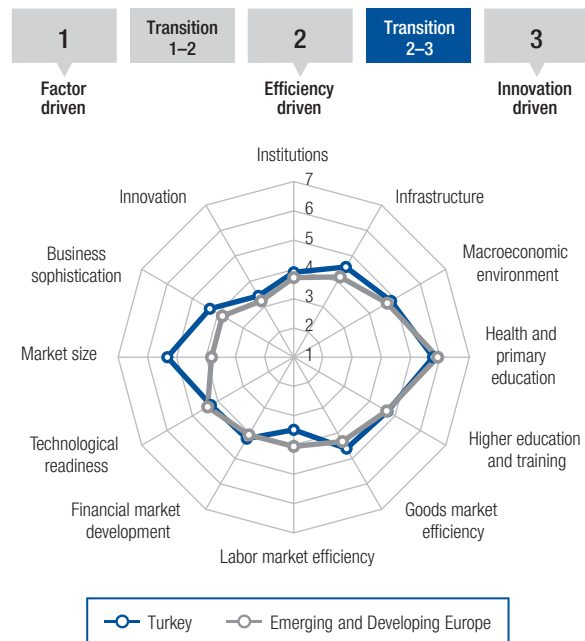 1
Transition
1–2
2
Transition
2–3
3
Factor
driven
Efficiency
driven
Innovation
driven
Institutions
7
6
5
4
3
2
1
Infrastructure
Macroeconomic
environment
Health and
primary
education
Higher education
and training
Goods market
efficiency
Labor market efficiency
Financial market
development
Technological
readiness
Market size
Business
sophistication
Innovation
Turkey
Emerging and Developing Europe